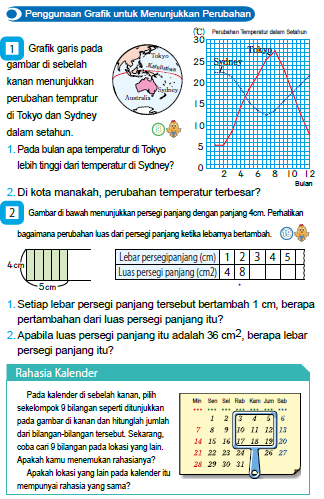 Penggunaan Grafik untuk Menunjukkan Perubahan
1 Grafik garis pada
gambar di sebelah
kanan menunjukkan
perubahan tempratur
di Tokyo dan Sydney
dalam setahun.
Tokyo
Katulistiwa
Australia
Sydney
1. Pada bulan apa temperatur di Tokyo
lebih tinggi dari temperatur di Sydney?
(℃) Perubahan Temperatur dalam Setahun
30
25
20
15
10
5
0
Tokyo
Sydney
2 4 6 8 10 12
Bulan
2. Di kota manakah, perubahan temperatur terbesar?
2 Gambar di bawah menunjukkan persegi panjang dengan panjang 4cm. Perhatikan
bagaimana perubahan luas dari persegi panjang ketika lebarnya bertambah.
4 cm
5cm
Lebar persegipanjang (cm) 1 2 3 4 5
Luas persegi panjang (cm2) 4 8
1. Setiap lebar persegi panjang tersebut bertambah 1 cm, berapa
pertambahan dari luas persegi panjang itu?
2. Apabila luas persegi panjang itu adalah 36 cm², berapa lebar
persegi panjang itu?
Rahasia Kalender
Pada kalender di sebelah kanan, pilih
sekelompok 9 bilangan seperti ditunjukkan
pada gambar di kanan dan hitunglah jumlah
dari bilangan-bilangan tersebut. Sekarang,
coba cari 9 bilangan pada lokasi yang lain.
Apakah kamu menemukan rahasianya?
Apakah lokasi yang lain pada kalender itu
mempunyai rahasia yang sama?
Min Sen Sel Rab Kam Jum Sab
1 2 3 4 5 6
7 8 9 10 11 12 13
14 15 16 17 18 19 20
21 22 23 24 25 26 27
28 29 30 31